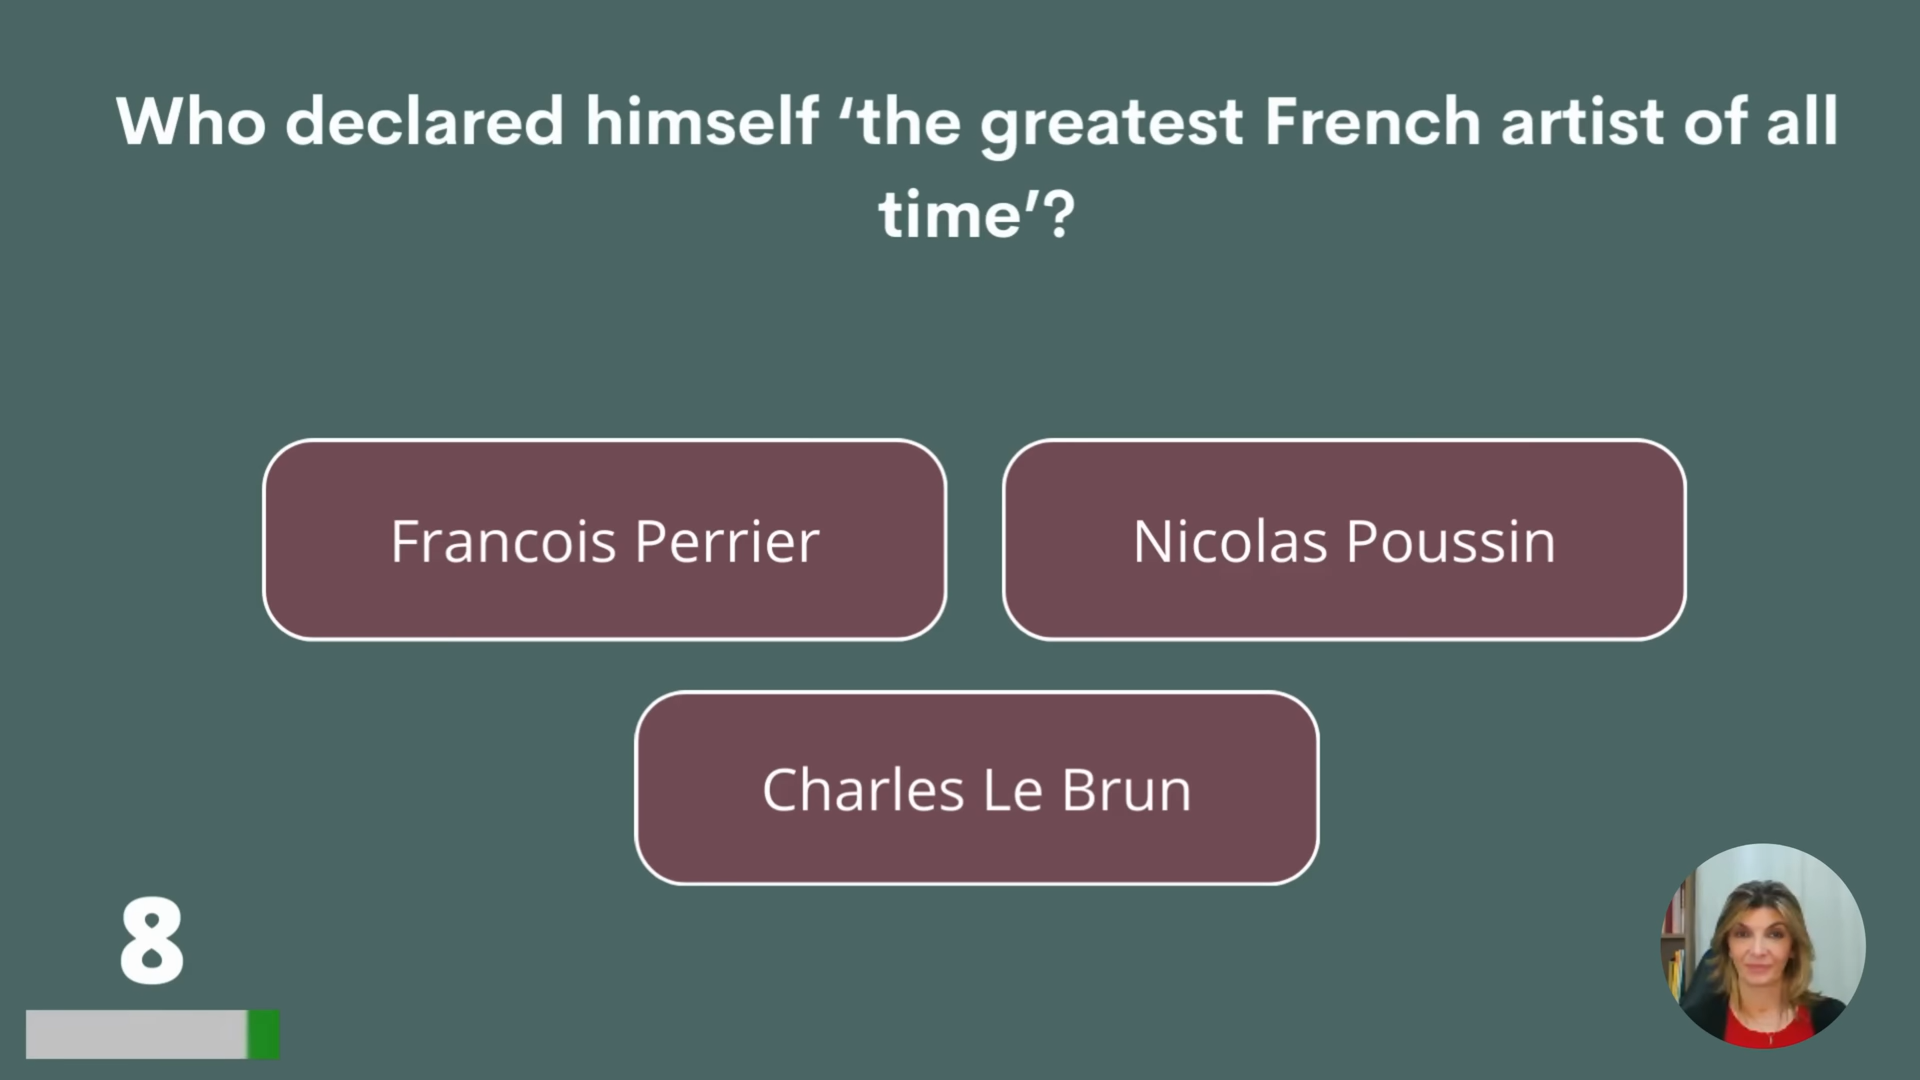 Who declared himself ‘the greatest French artist of all
time’?
Francois Perrier
Nicolas Poussin
Charles Le Brun
8